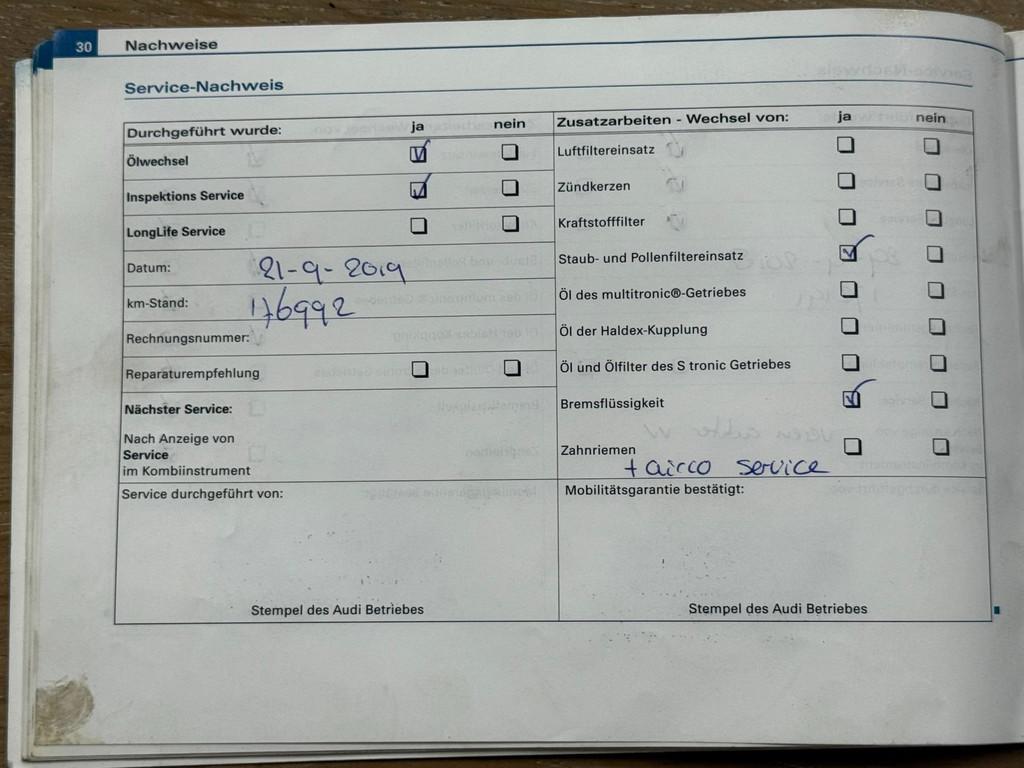 30 Nachweise
Service-Nachweis
Durchgeführt wurde: ja nein
Ölwechsel
Inspektions Service
LongLife Service
Datum: 21-9-2019
km-Stand: 176992
Rechnungsnummer:
Reparaturempfehlung
Nächster Service:
Nach Anzeige von
Service
im Kombiinstrument
Service durchgeführt von:
Stempel des Audi Betriebes
Zusatzarbeiten - Wechsel von: ja nein
Luftfiltereinsatz
Zündkerzen
Kraftstofffilter
Staub- und Pollenfiltereinsatz
Öl des multitronic®-Getriebes
Öl der Haldex-Kupplung
Öl und Ölfilter des S tronic Getriebes
Bremsflüssigkeit
Zahnriemen
+ airco service
Mobilitätsgarantie bestätigt:
Stempel des Audi Betriebes